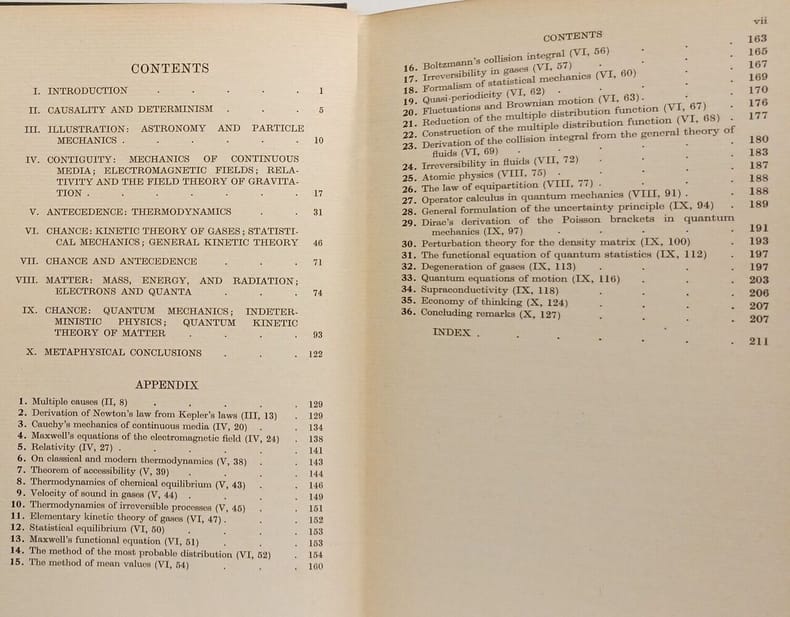 CONTENTS
I. INTRODUCTION . . . . . 1
II. CAUSALITY AND DETERMINISM . . . 5
III. ILLUSTRATION: ASTRONOMY AND PARTICLE
MECHANICS . . . . . . 10
IV. CONTIGUITY: MECHANICS OF CONTINUOUS
MEDIA; ELECTROMAGNETIC FIELDS; RELA-
TIVITY AND THE FIELD THEORY OF GRAVITA-
TION . . . . . . . 17
V. ANTECEDENCE: THERMODYNAMICS . . 31
VI. CHANCE: KINETIC THEORY OF GASES; STATISTI-
CAL MECHANICS; GENERAL KINETIC THEORY 46
VII. CHANCE AND ANTECEDENCE . . . 71
VIII. MATTER: MASS, ENERGY, AND RADIATION;
ELECTRONS AND QUANTA . . . 74
IX. CHANCE: QUANTUM MECHANICS; INDETER-
MINISTIC PHYSICS; QUANTUM KINETIC
THEORY OF MATTER . . . . 93
X. METAPHYSICAL CONCLUSIONS . . . 122
APPENDIX
1. Multiple causes (II, 8) . . . . . 129
2. Derivation of Newton's law from Kepler's laws (III, 13) . 129
3. Cauchy's mechanics of continuous media (IV, 20) . . 134
4. Maxwell's equations of the electromagnetic field (IV, 24) . 138
5. Relativity (IV, 27) . . . . . . 141
6. On classical and modern thermodynamics (V, 38) . . 143
7. Theorem of accessibility (V, 39) . . . . 144
8. Thermodynamics of chemical equilibrium (V, 43) . . 146
9. Velocity of sound in gases (V, 44) . . . . 149
10. Thermodynamics of irreversible processes (V, 45) . . 151
11. Elementary kinetic theory of gases (VI, 47) . . . 152
12. Statistical equilibrium (VI, 50) . . . . 153
13. Maxwell's functional equation (VI, 51) . . . 153
14. The method of the most probable distribution (VI, 52) . 154
15. The method of mean values (VI, 54) . . . 160
CONTENTS vii
16. Boltzmann's collision integral (VI, 56) . . . 163
17. Irreversibility in gases (VI, 57) . . . . 165
18. Formalism of statistical mechanics (VI, 60) . . . 167
19. Quasi-periodicity (VI, 62) . . . . . 169
20. Fluctuations and Brownian motion (VI, 63) . . . 170
21. Reduction of the multiple distribution function (VI, 67) . 176
22. Construction of the multiple distribution function (VI, 68) . 177
23. Derivation of the collision integral from the general theory of
fluids (VI, 69) . . . . . . 180
24. Irreversibility in fluids (VII, 72) . . . . 183
25. Atomic physics (VIII, 75) . . . . . 187
26. The law of equipartition (VIII, 77) . . . . 188
27. Operator calculus in quantum mechanics (VIII, 91) . . 188
28. General formulation of the uncertainty principle (IX, 94) . 189
29. Dirac's derivation of the Poisson brackets in quantum
mechanics (IX, 97) . . . . . 191
30. Perturbation theory for the density matrix (IX, 100) . 193
31. The functional equation of quantum statistics (IX, 112) . 197
32. Degeneration of gases (IX, 113) . . . . 197
33. Quantum equations of motion (IX, 116) . . . 203
34. Supraconductivity (IX, 118) . . . . 206
35. Economy of thinking (X, 124) . . . . 207
36. Concluding remarks (X, 127) . . . . 207
INDEX . . . . . . . 211